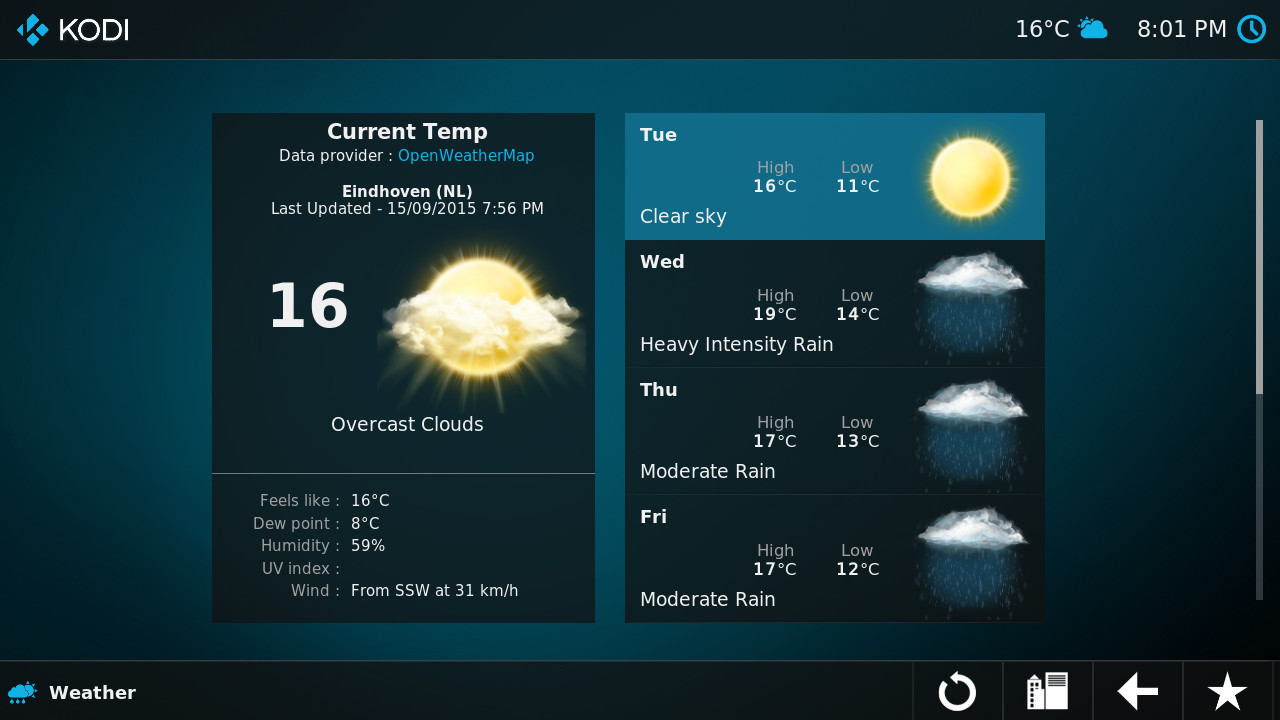 KODI
16°C
8:01 PM
Current Temp
Data provider : OpenWeatherMap
Eindhoven (NL)
Last Updated - 15/09/2015 7:56 PM
16
Overcast Clouds
Feels like : 16°C
Dew point : 8°C
Humidity : 59%
UV index :
Wind : From SSW at 31 km/h
Tue
High Low
16°C 11°C
Clear sky
Wed
High Low
19°C 14°C
Heavy Intensity Rain
Thu
High Low
17°C 13°C
Moderate Rain
Fri
High Low
17°C 12°C
Moderate Rain
Weather